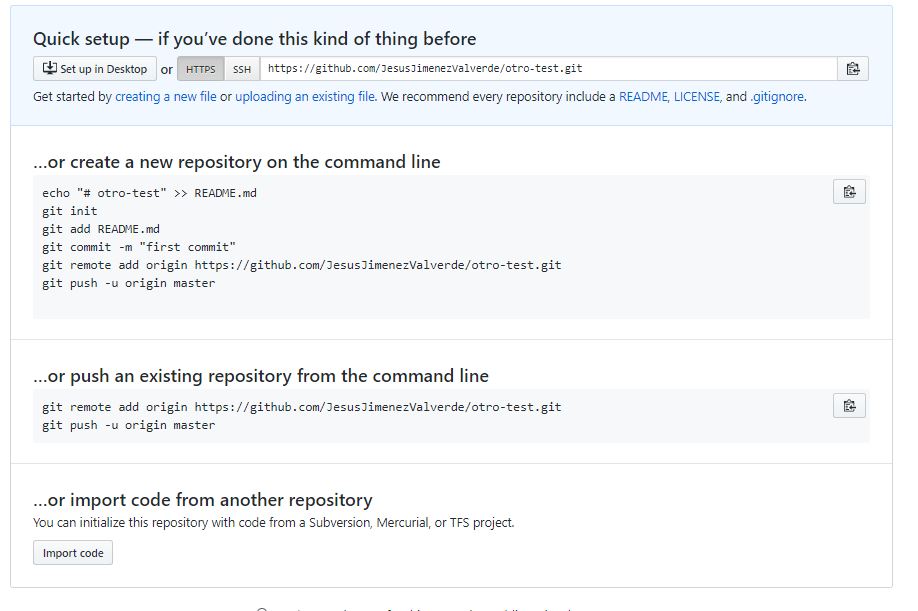 Quick setup — if you’ve done this kind of thing before
Set up in Desktop or HTTPS SSH https://github.com/JesusJimenezValverde/otro-test.git
Get started by creating a new file or uploading an existing file. We recommend every repository include a README, LICENSE, and .gitignore.
…or create a new repository on the command line
echo "# otro-test" >> README.md
git init
git add README.md
git commit -m "first commit"
git remote add origin https://github.com/JesusJimenezValverde/otro-test.git
git push -u origin master
…or push an existing repository from the command line
git remote add origin https://github.com/JesusJimenezValverde/otro-test.git
git push -u origin master
…or import code from another repository
You can initialize this repository with code from a Subversion, Mercurial, or TFS project.
Import code